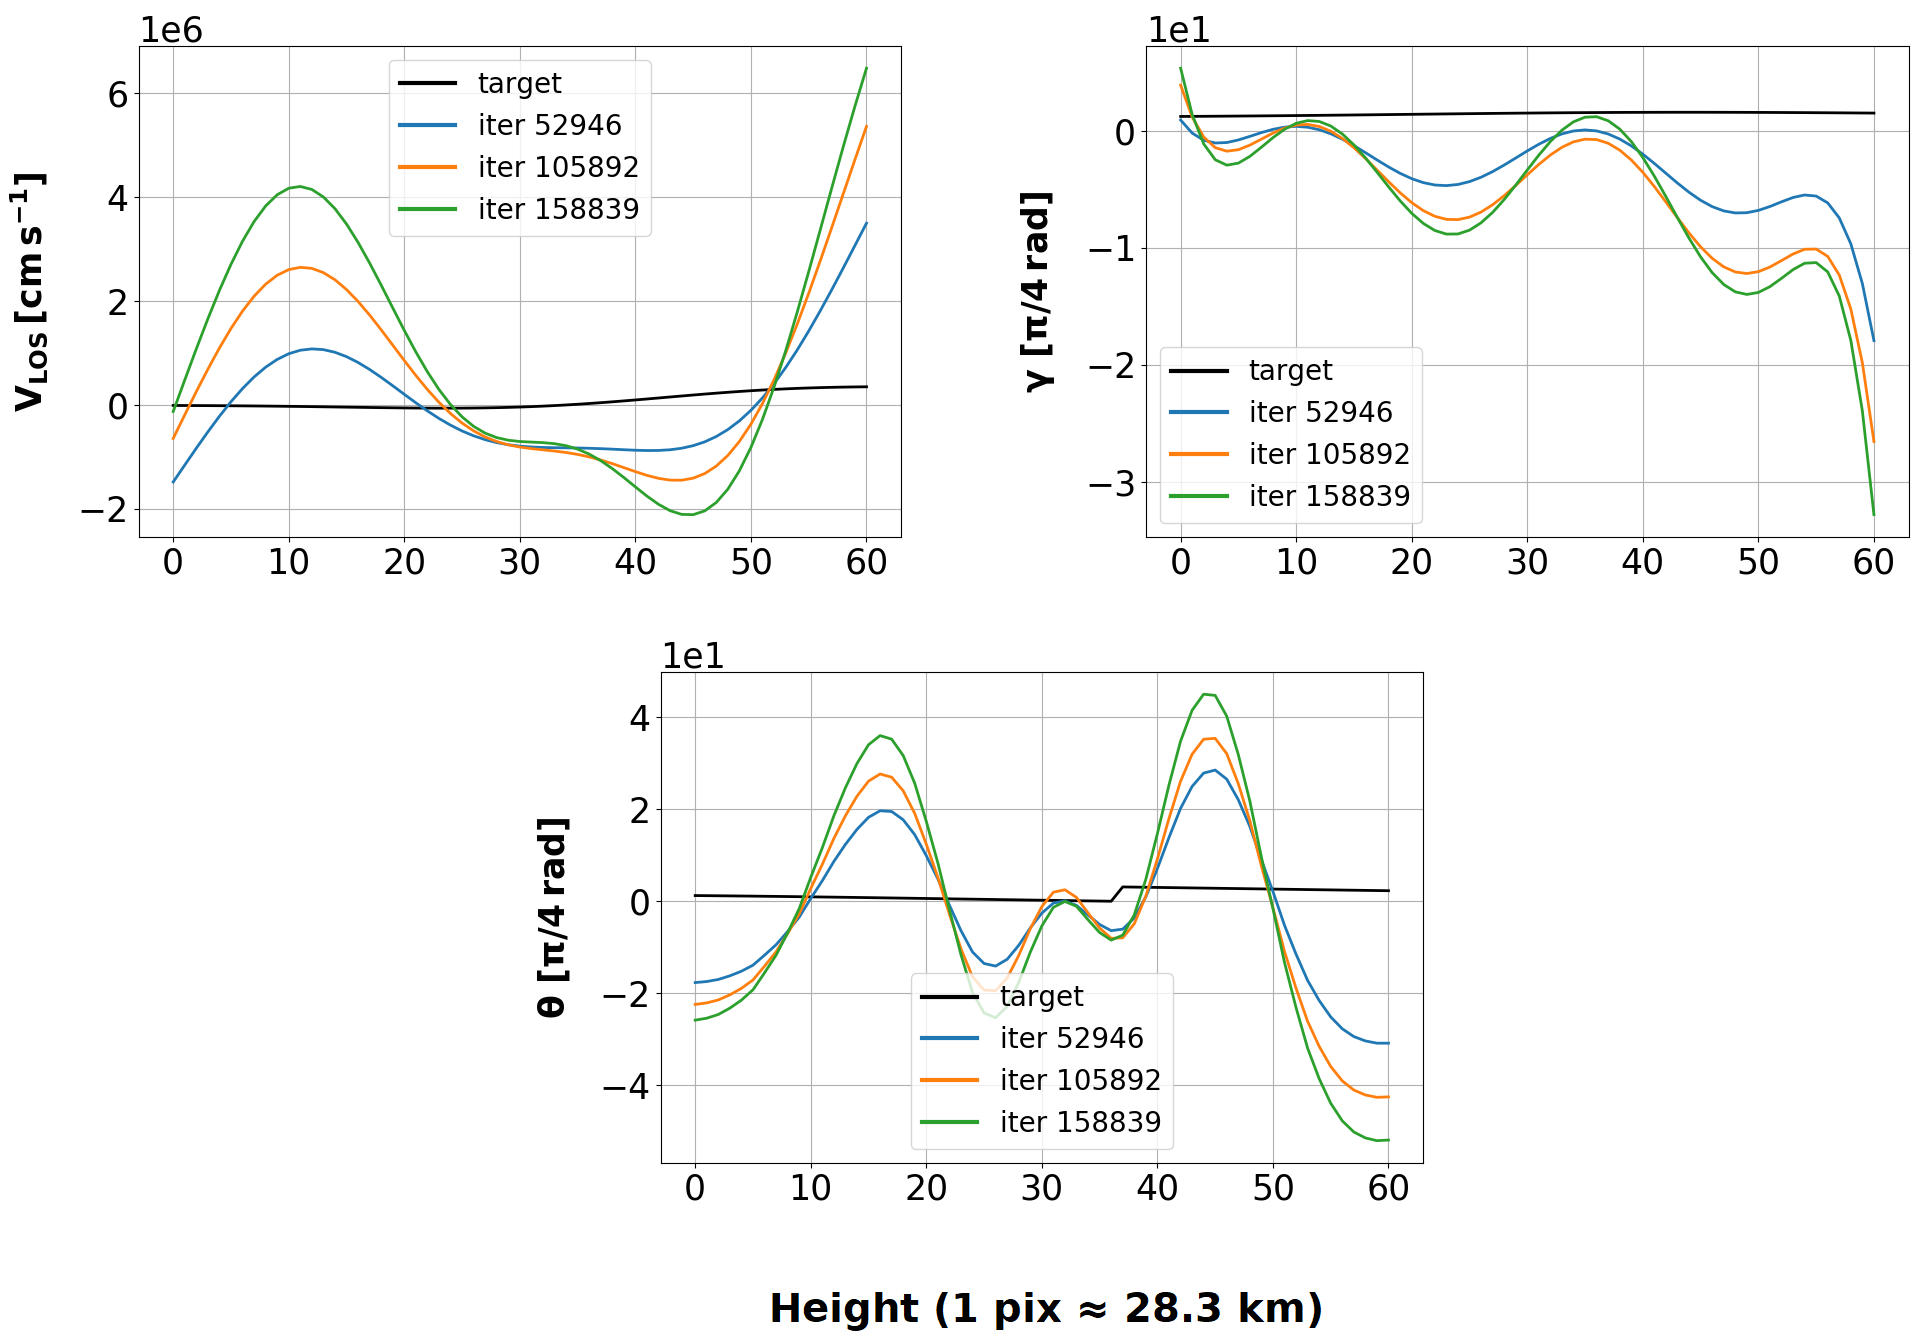 1e6
V_LOS [cm s⁻¹]
6
4
2
0
−2
0 10 20 30 40 50 60
target
iter 52946
iter 105892
iter 158839
1e1
γ [π/4 rad]
0
−1
−2
−3
0 10 20 30 40 50 60
target
iter 52946
iter 105892
iter 158839
1e1
θ [π/4 rad]
4
2
0
−2
−4
0 10 20 30 40 50 60
target
iter 52946
iter 105892
iter 158839
Height (1 pix ≈ 28.3 km)